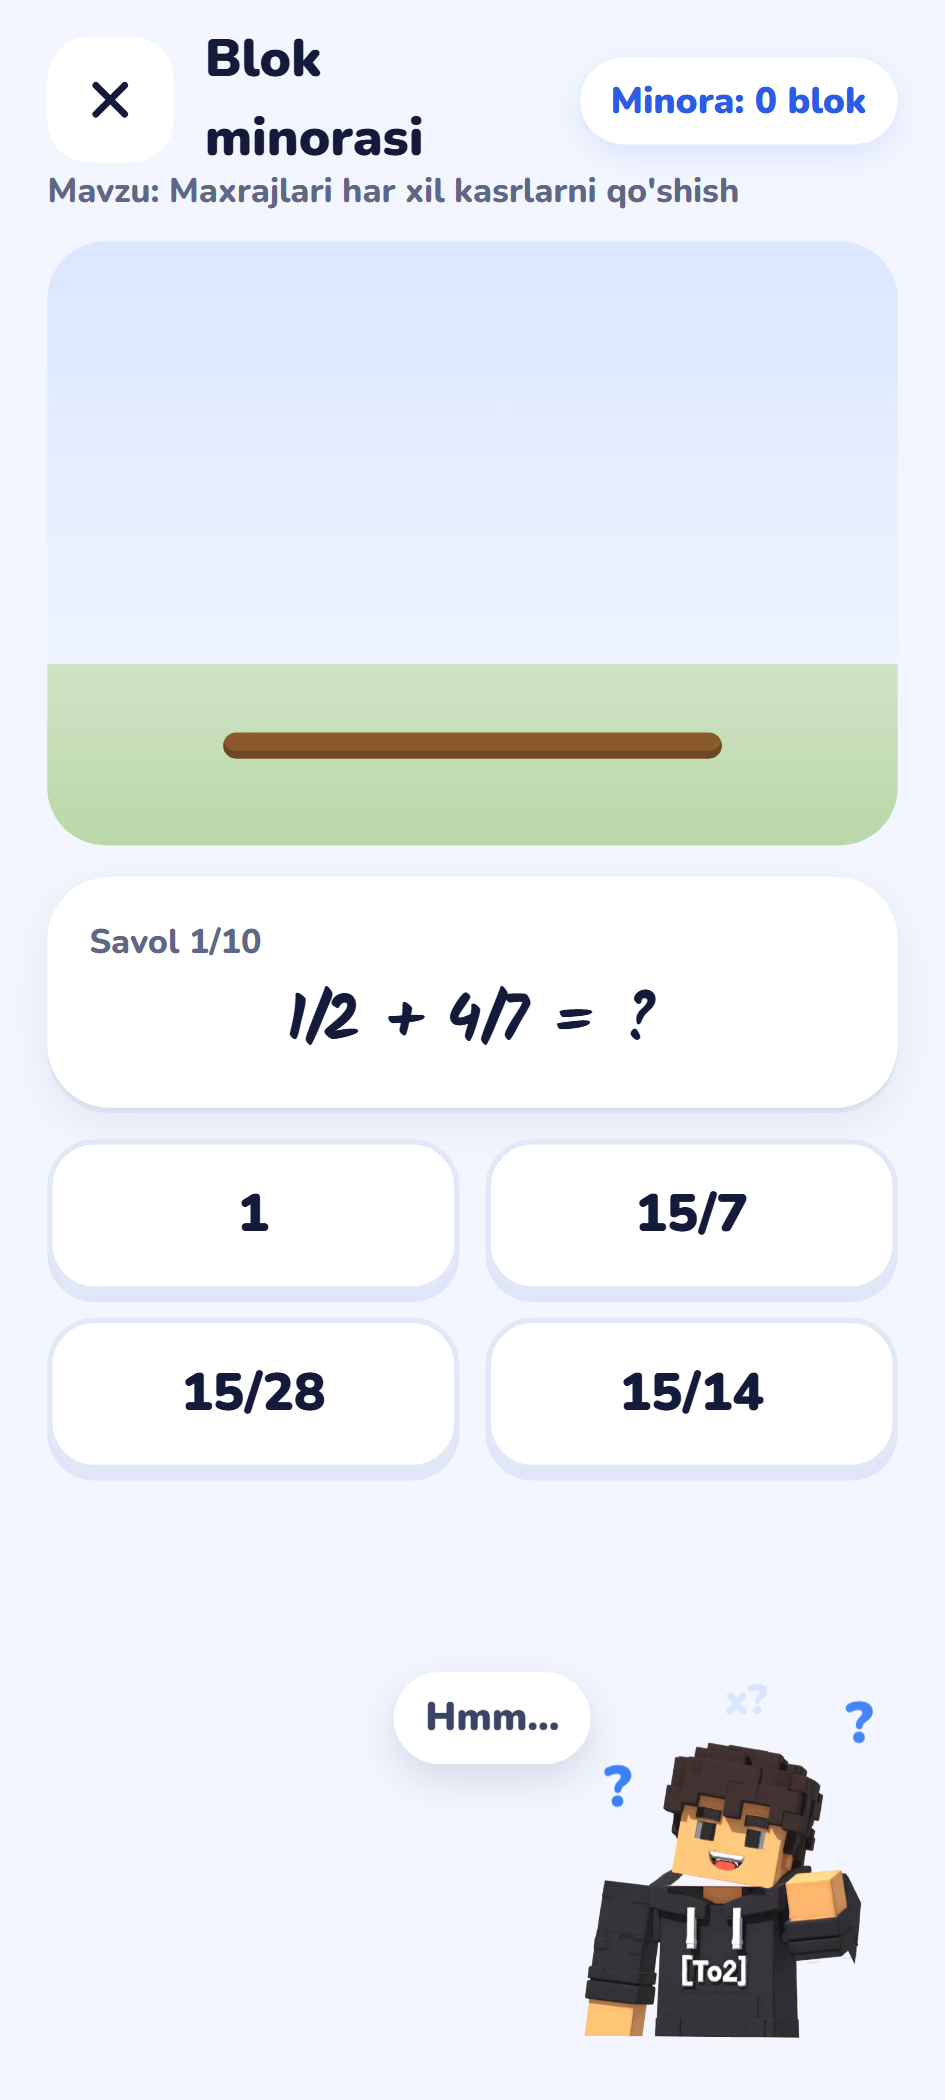 Blok
minorasi
Minora: 0 blok
Mavzu: Maxrajlari har xil kasrlarni qo'shish
Savol 1/10
1/2 + 4/7 = ?
1
15/7
15/28
15/14
Hmm...
x?
?
?
[To2]